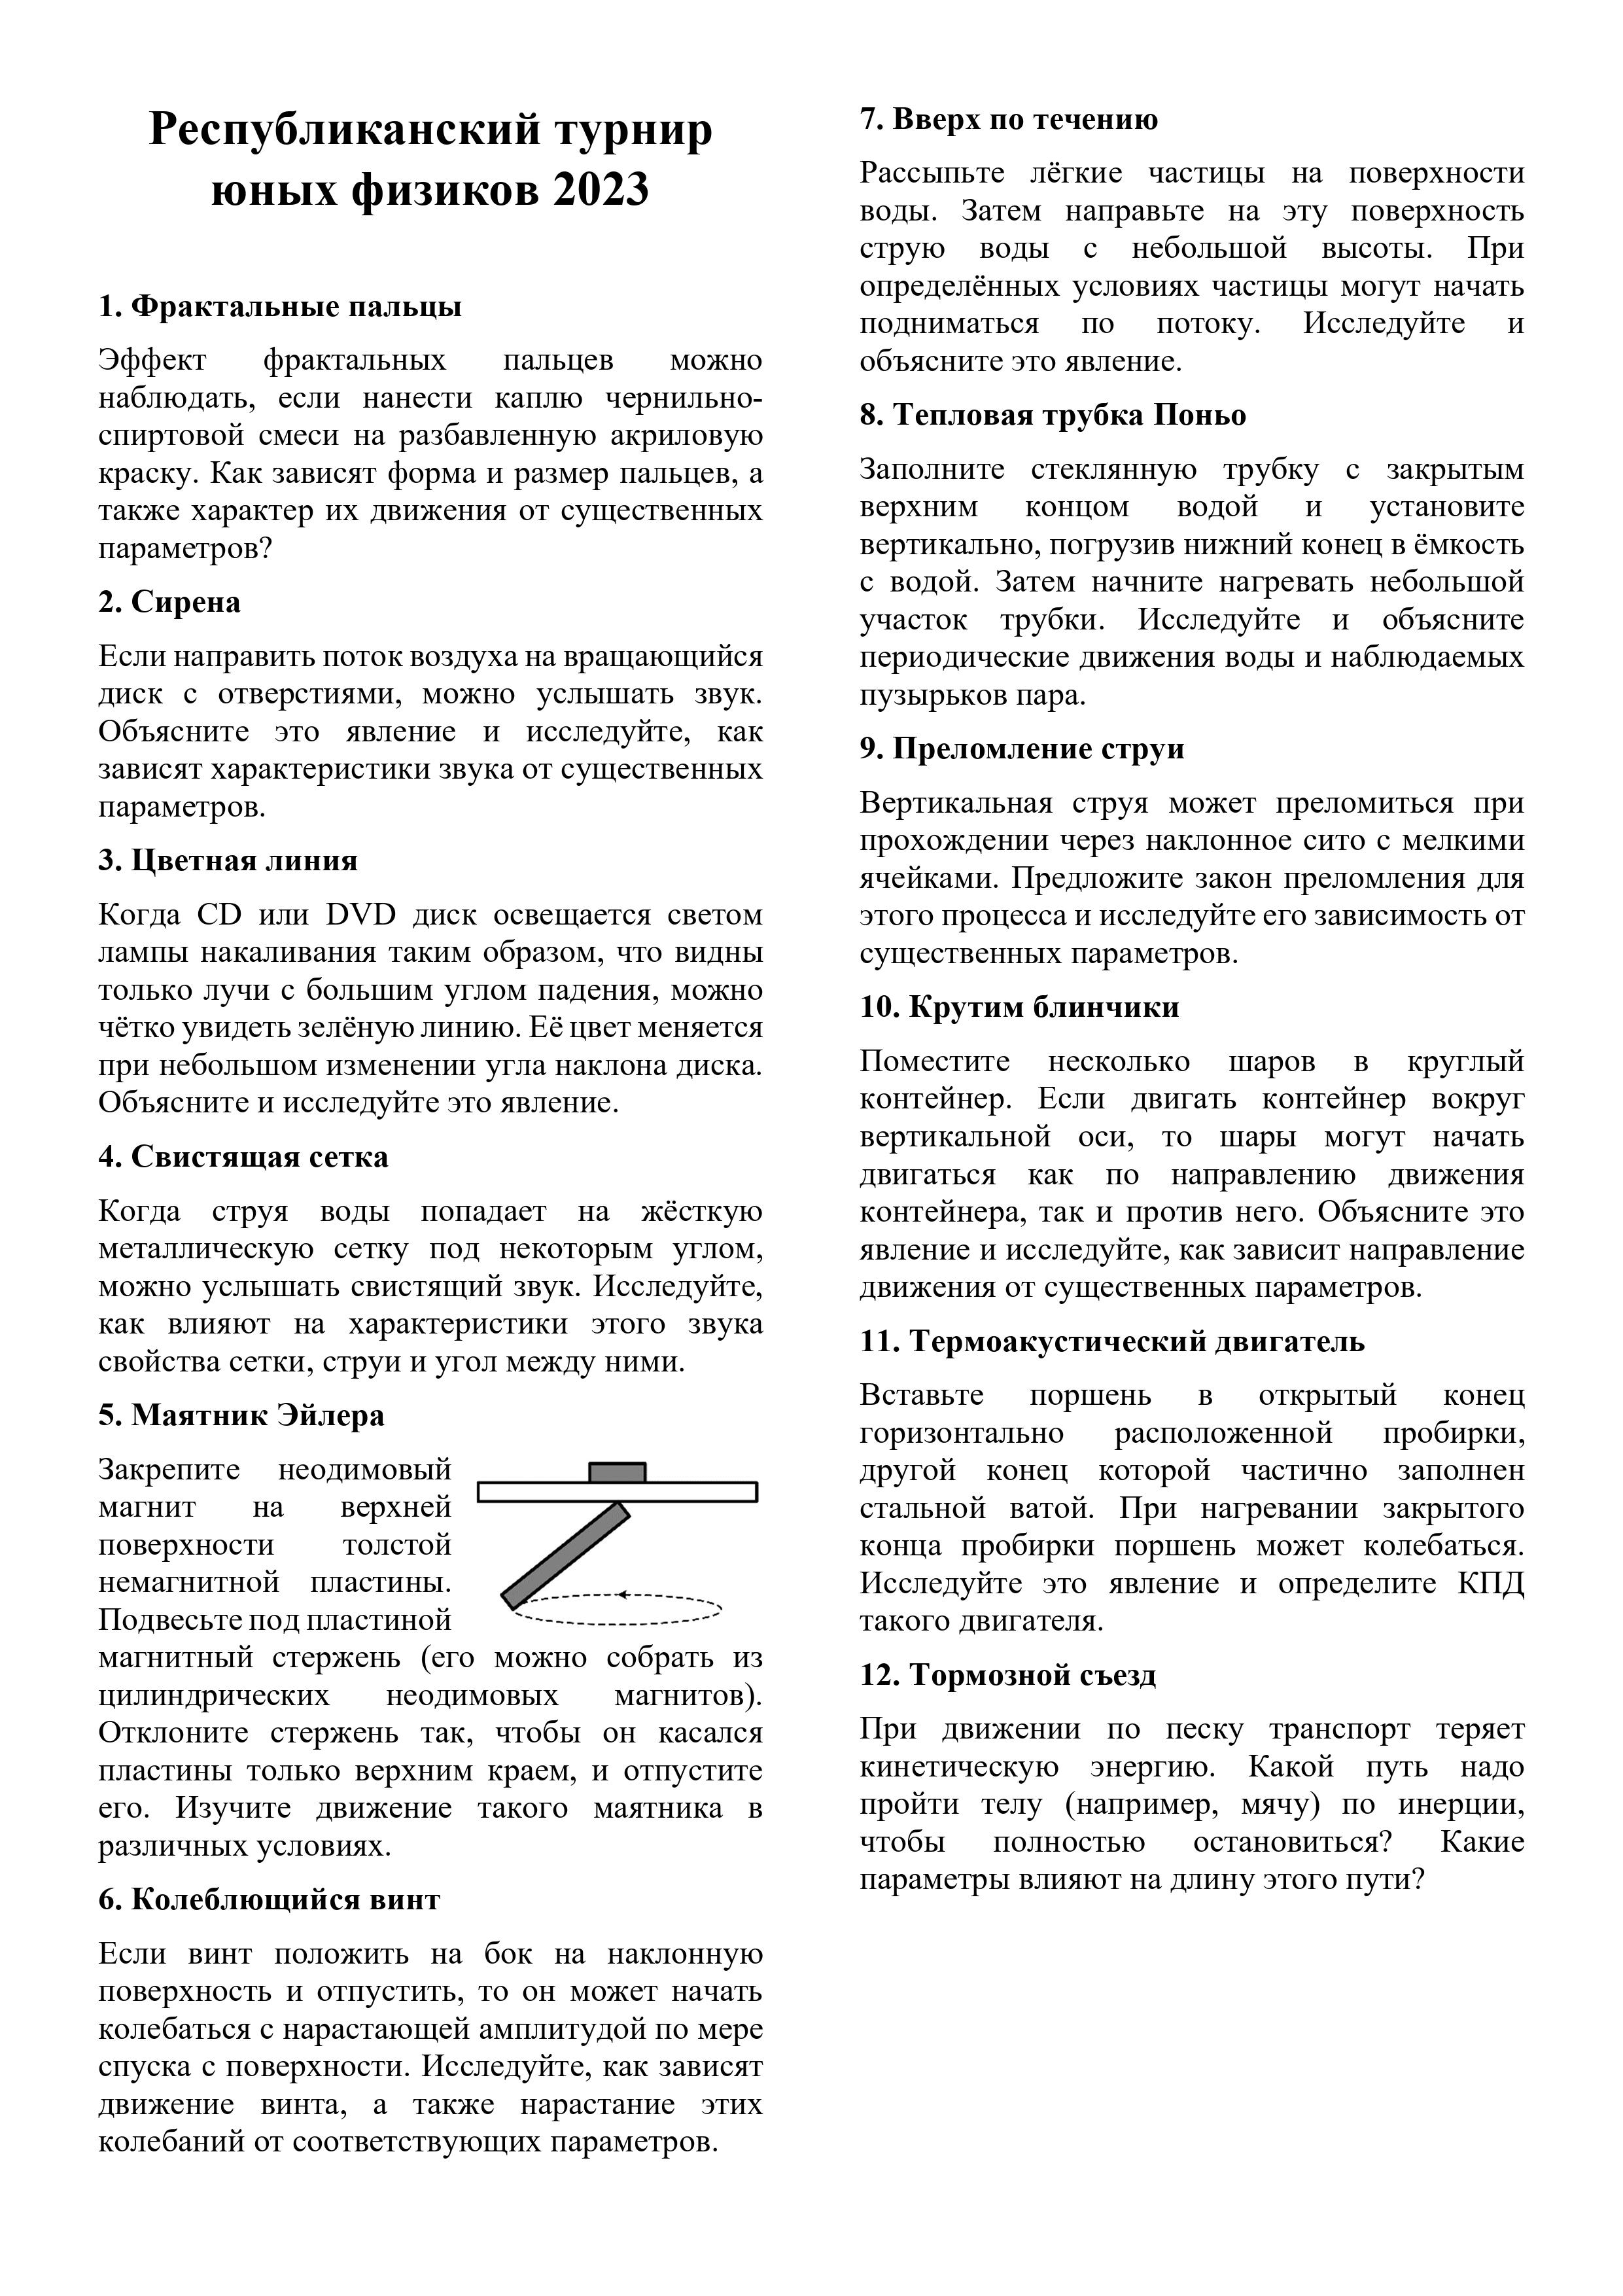 Республиканский турнир
юных физиков 2023
1. Фрактальные пальцы
Эффект фрактальных пальцев можно
наблюдать, если нанести каплю чернильно-
спиртовой смеси на разбавленную акриловую
краску. Как зависят форма и размер пальцев, а
также характер их движения от существенных
параметров?
2. Сирена
Если направить поток воздуха на вращающийся
диск с отверстиями, можно услышать звук.
Объясните это явление и исследуйте, как
зависят характеристики звука от существенных
параметров.
3. Цветная линия
Когда CD или DVD диск освещается светом
лампы накаливания таким образом, что видны
только лучи с большим углом падения, можно
чётко увидеть зелёную линию. Её цвет меняется
при небольшом изменении угла наклона диска.
Объясните и исследуйте это явление.
4. Свистящая сетка
Когда струя воды попадает на жёсткую
металлическую сетку под некоторым углом,
можно услышать свистящий звук. Исследуйте,
как влияют на характеристики этого звука
свойства сетки, струи и угол между ними.
5. Маятник Эйлера
Закрепите неодимовый
магнит на верхней
поверхности толстой
немагнитной пластины.
Подвесьте под пластиной
магнитный стержень (его можно собрать из
цилиндрических неодимовых магнитов).
Отклоните стержень так, чтобы он касался
пластины только верхним краем, и отпустите
его. Изучите движение такого маятника в
различных условиях.
6. Колеблющийся винт
Если винт положить на бок на наклонную
поверхность и отпустить, то он может начать
колебаться с нарастающей амплитудой по мере
спуска с поверхности. Исследуйте, как зависят
движение винта, а также нарастание этих
колебаний от соответствующих параметров.
7. Вверх по течению
Рассыпьте лёгкие частицы на поверхности
воды. Затем направьте на эту поверхность
струю воды с небольшой высоты. При
определённых условиях частицы могут начать
подниматься по потоку. Исследуйте и
объясните это явление.
8. Тепловая трубка Поньо
Заполните стеклянную трубку с закрытым
верхним концом водой и установите
вертикально, погрузив нижний конец в ёмкость
с водой. Затем начните нагревать небольшой
участок трубки. Исследуйте и объясните
периодические движения воды и наблюдаемых
пузырьков пара.
9. Преломление струи
Вертикальная струя может преломиться при
прохождении через наклонное сито с мелкими
ячейками. Предложите закон преломления для
этого процесса и исследуйте его зависимость от
существенных параметров.
10. Крутим блинчики
Поместите несколько шаров в круглый
контейнер. Если двигать контейнер вокруг
вертикальной оси, то шары могут начать
двигаться как по направлению движения
контейнера, так и против него. Объясните это
явление и исследуйте, как зависит направление
движения от существенных параметров.
11. Термоакустический двигатель
Вставьте поршень в открытый конец
горизонтально расположенной пробирки,
другой конец которой частично заполнен
стальной ватой. При нагревании закрытого
конца пробирки поршень может колебаться.
Исследуйте это явление и определите КПД
такого двигателя.
12. Тормозной съезд
При движении по песку транспорт теряет
кинетическую энергию. Какой путь надо
пройти телу (например, мячу) по инерции,
чтобы полностью остановиться? Какие
параметры влияют на длину этого пути?